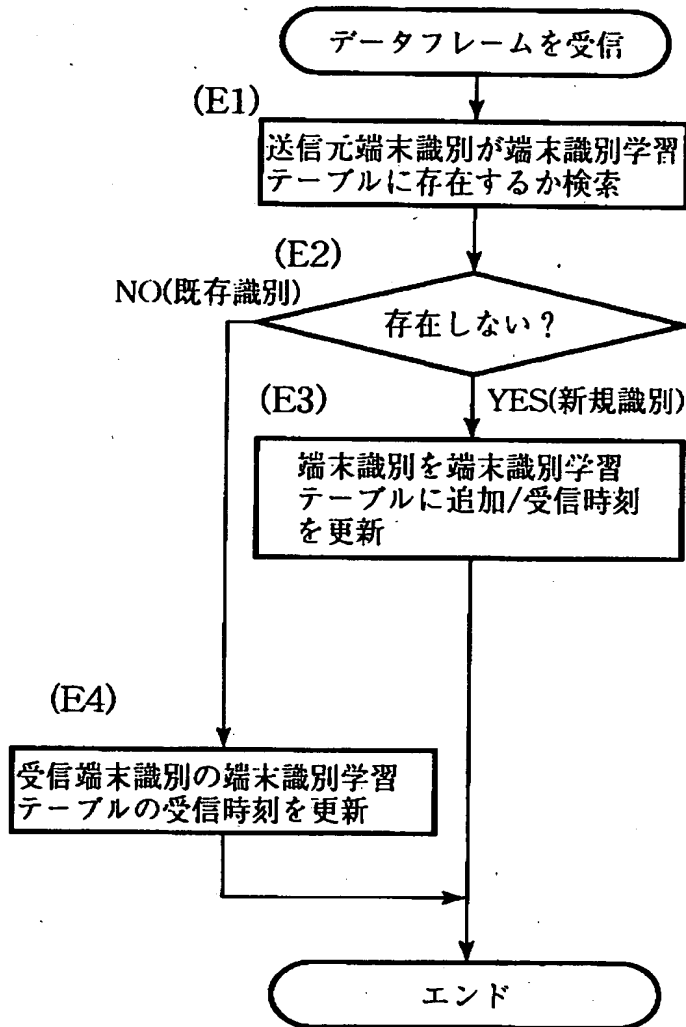 データフレームを受信
(E1)
送信元端末識別が端末識別学習
テーブルに存在するか検索
(E2)
NO(既存識別)
存在しない？
(E3)
YES(新規識別)
端末識別を端末識別学習
テーブルに追加/受信時刻
を更新
(E4)
受信端末識別の端末識別学習
テーブルの受信時刻を更新
エンド